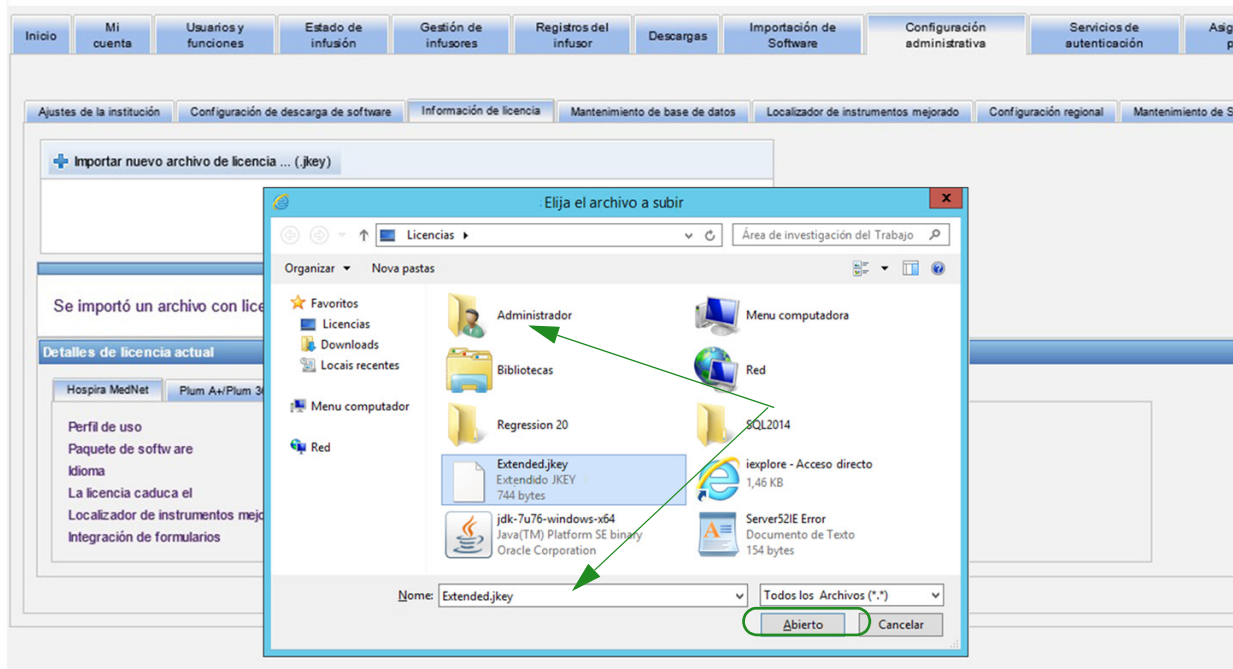 Inicio
Mi
cuenta
Usuarios y
funciones
Estado de
infusión
Gestión de
infusores
Registros del
infusor
Descargas
Importación de
Software
Configuración
administrativa
Servicios de
autenticación
Asig
p
Ajustes de la institución
Configuración de descarga de software
Información de licencia
Mantenimiento de base de datos
Localizador de instrumentos mejorado
Configuración regional
Mantenimiento de S
Importar nuevo archivo de licencia ... (.jkey)
Elija el archivo a subir
Licencias
Área de investigación del Trabajo
Organizar
Nova pastas
Se importó un archivo con lice
Detalles de licencia actual
Hospira MedNet
Plum A+/Plum 36
Perfil de uso
Paquete de softw are
Idioma
La licencia caduca el
Localizador de instrumentos mejo
Integración de formularios
Favoritos
Licencias
Downloads
Locais recentes
Menu computador
Red
Administrador
Menu computadora
Bibliotecas
Red
Regression 20
SQL2014
Extended.jkey
Extendido JKEY
744 bytes
iexplore - Acceso directo
1,46 KB
jdk-7u76-windows-x64
Java(TM) Platform SE binary
Oracle Corporation
Server52IE Error
Documento de Texto
154 bytes
Nome: Extended.jkey
Todos los Archivos (*.*)
Abierto
Cancelar